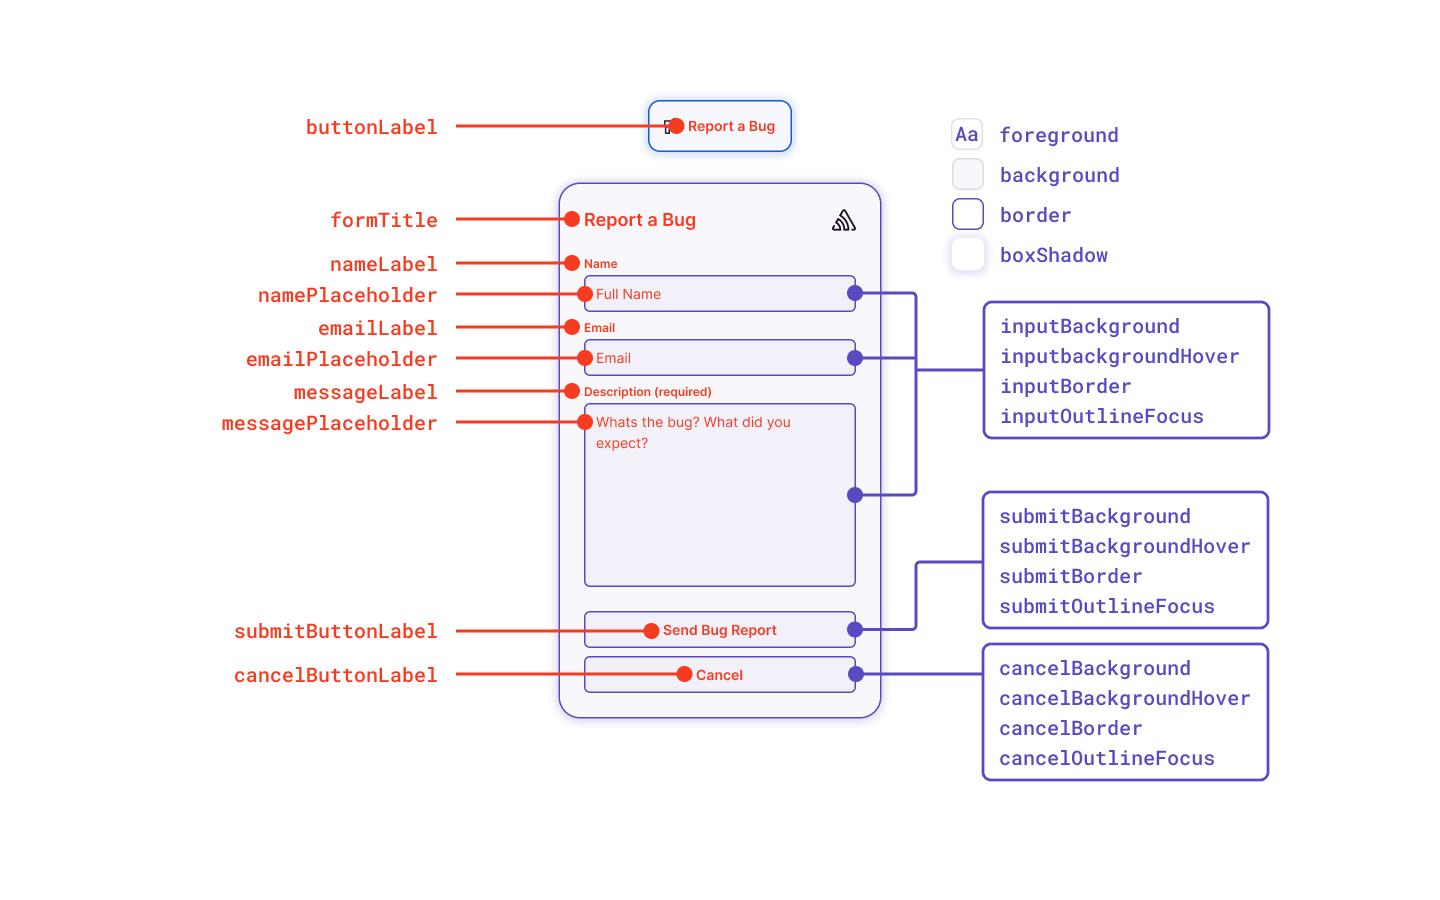 buttonLabel
Report a Bug
formTitle
Report a Bug
nameLabel
Name
namePlaceholder
Full Name
emailLabel
Email
emailPlaceholder
Email
messageLabel
Description (required)
messagePlaceholder
Whats the bug? What did you
expect?
submitButtonLabel
Send Bug Report
cancelButtonLabel
Cancel
Aa foreground
background
border
boxShadow
inputBackground
inputbackgroundHover
inputBorder
inputOutlineFocus
submitBackground
submitBackgroundHover
submitBorder
submitOutlineFocus
cancelBackground
cancelBackgroundHover
cancelBorder
cancelOutlineFocus